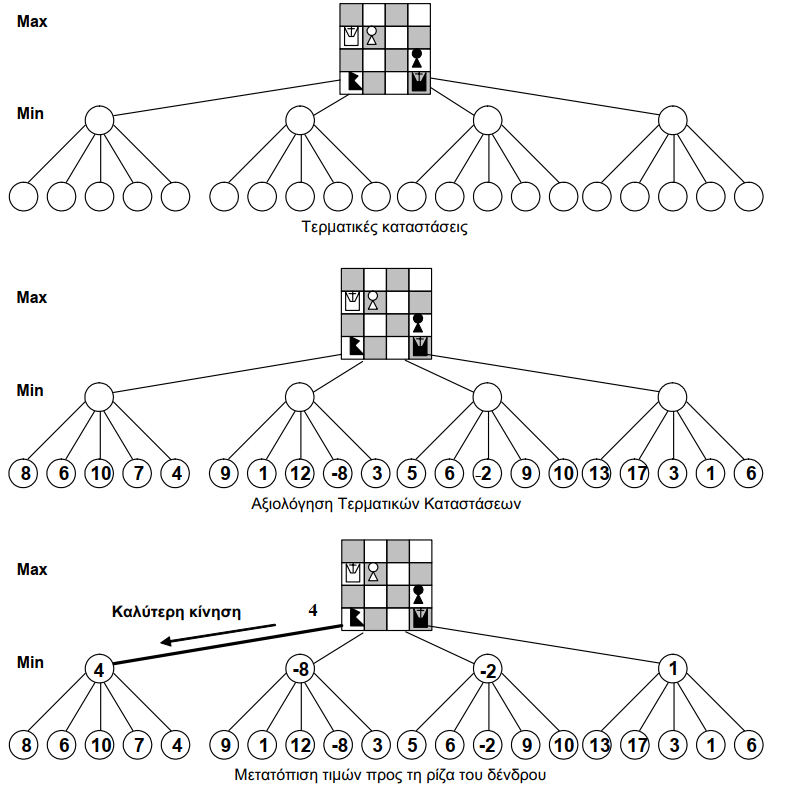 Max
Min
Τερματικές καταστάσεις
Max
Min
8 6 10 7 4 9 1 12 -8 3 5 6 -2 9 10 13 17 3 1 6
Αξιολόγηση Τερματικών Καταστάσεων
Max
Καλύτερη κίνηση 4
Min
4 -8 -2 1
8 6 10 7 4 9 1 12 -8 3 5 6 -2 9 10 13 17 3 1 6
Μετατόπιση τιμών προς τη ρίζα του δένδρου